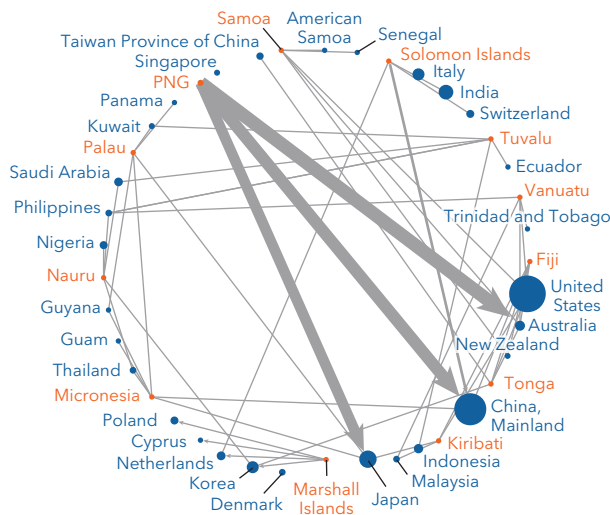 Samoa
American
Samoa
Senegal
Taiwan Province of China
Singapore
PNG
Solomon Islands
Italy
India
Switzerland
Panama
Kuwait
Palau
Tuvalu
Ecuador
Saudi Arabia
Vanuatu
Philippines
Trinidad and Tobago
Nigeria
Fiji
Nauru
United
States
Guyana
Australia
Guam
New Zealand
Thailand
Tonga
Micronesia
China,
Mainland
Poland
Cyprus
Kiribati
Netherlands
Indonesia
Korea
Malaysia
Denmark
Marshall
Islands
Japan